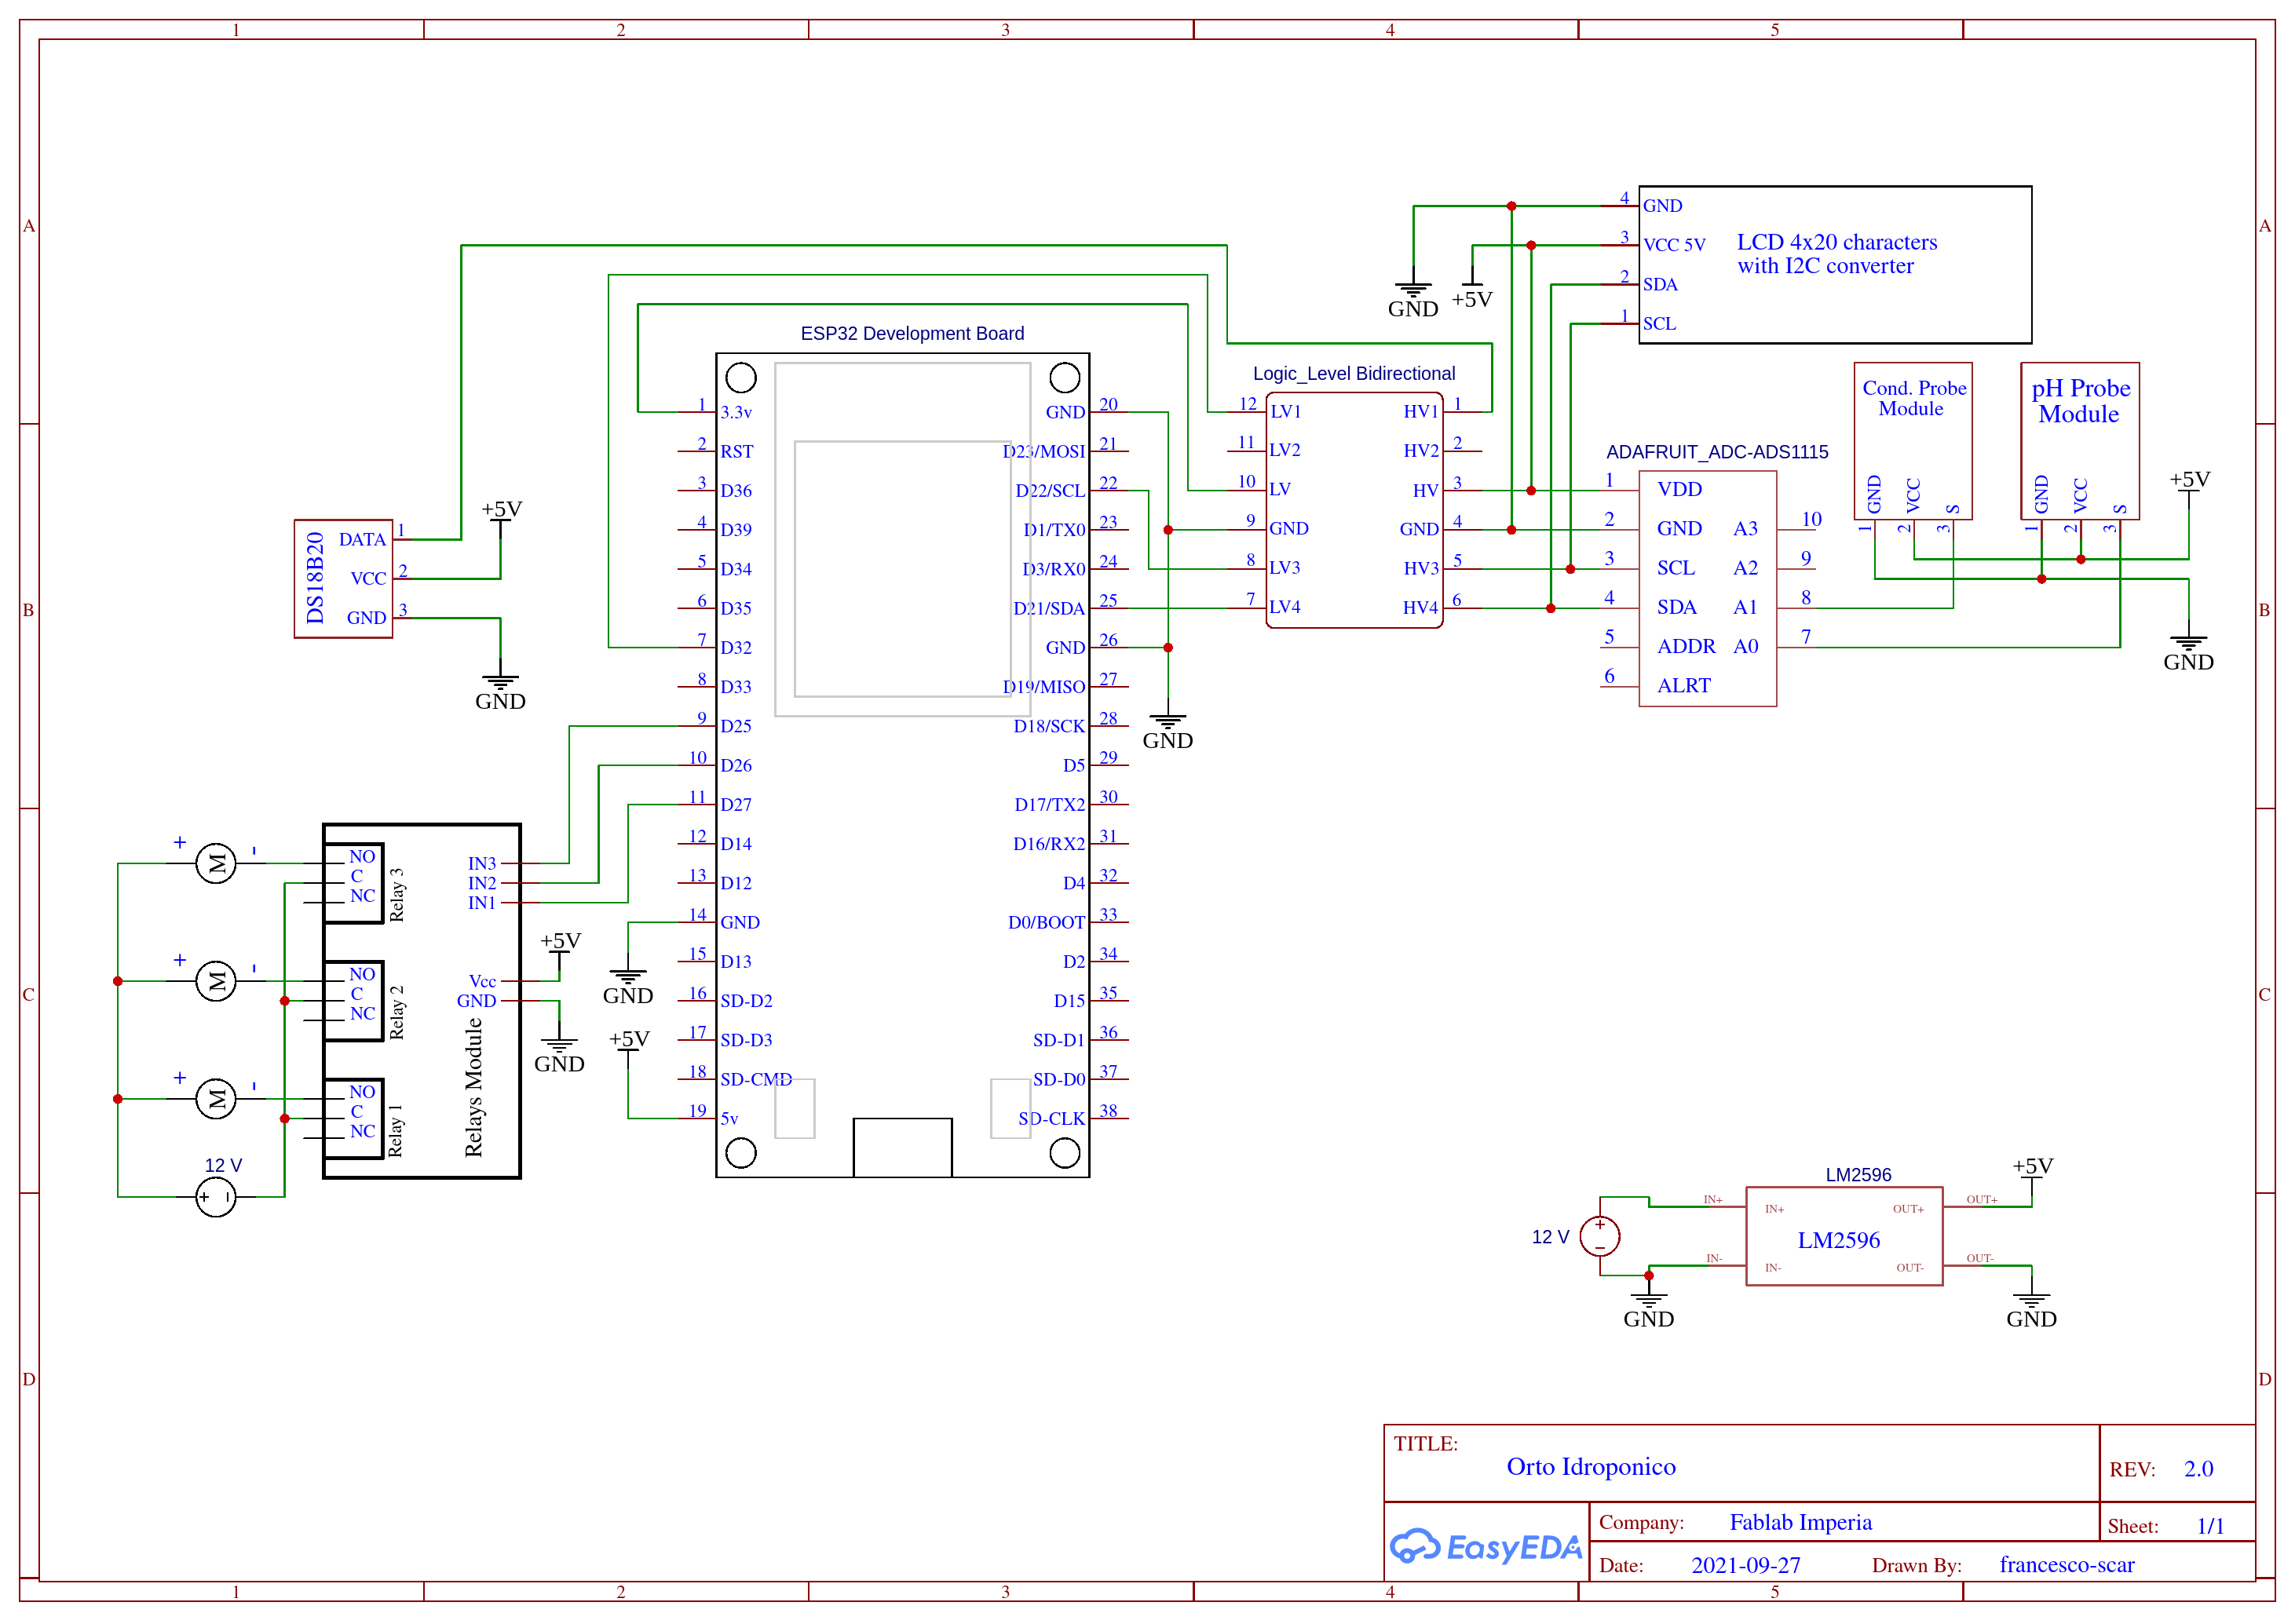 1 2 3 4 5
A A
B B
C C
D D
1 2 3 4 5
DS18B20
DATA 1
VCC 2
GND 3
+5V
GND
ESP32 Development Board
1 3.3v
2 RST
3 D36
4 D39
5 D34
6 D35
7 D32
8 D33
9 D25
10 D26
11 D27
12 D14
13 D12
14 GND
15 D13
16 SD-D2
17 SD-D3
18 SD-CMD
19 5v
GND 20
D23/MOSI 21
D22/SCL 22
D1/TX0 23
D3/RX0 24
D21/SDA 25
GND 26
D19/MISO 27
D18/SCK 28
D5 29
D17/TX2 30
D16/RX2 31
D4 32
D0/BOOT 33
D2 34
D15 35
SD-D1 36
SD-D0 37
SD-CLK 38
GND
GND
+5V
Logic_Level Bidirectional
12 LV1
11 LV2
10 LV
9 GND
8 LV3
7 LV4
HV1 1
HV2 2
HV 3
GND 4
HV3 5
HV4 6
GND
+5V
4 GND
3 VCC 5V
2 SDA
1 SCL
LCD 4x20 characters
with I2C converter
ADAFRUIT_ADC-ADS1115
1 VDD
2 GND
3 SCL
4 SDA
5 ADDR
6 ALRT
A3 10
A2 9
A1 8
A0 7
Cond. Probe
Module
GND
VCC
S
1
2
3
pH Probe
Module
GND
VCC
S
1
2
3
+5V
GND
+ M -
+ M -
+ M -
12 V
+ -
NO
C
NC
Relay 3
NO
C
NC
Relay 2
NO
C
NC
Relay 1
IN3
IN2
IN1
Vcc
GND
Relays Module
+5V
GND
12 V
+
−
GND
LM2596
IN+ IN+ OUT+ OUT+
LM2596
IN- IN- OUT- OUT-
+5V
GND
TITLE:
Orto Idroponico
REV: 2.0
EasyEDA
Company: Fablab Imperia
Sheet: 1/1
Date: 2021-09-27 Drawn By: francesco-scar